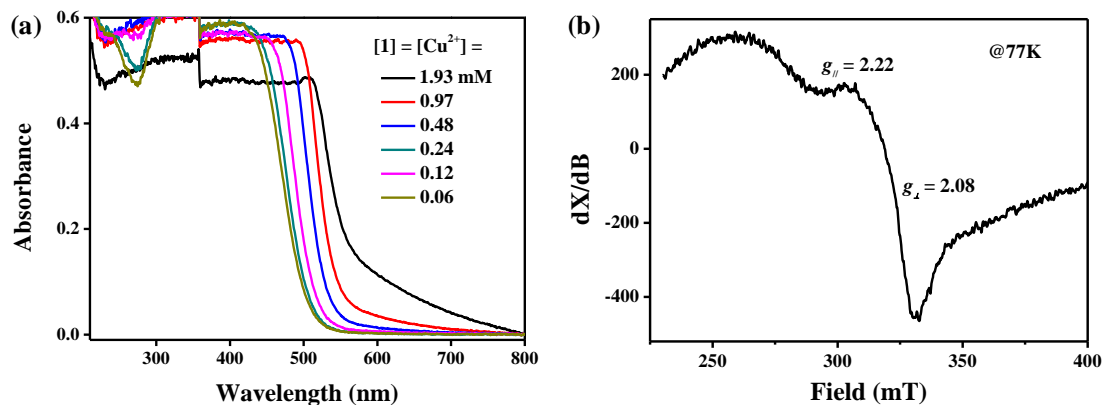 (a)
0.6
0.4
0.2
0.0
Absorbance
[1] = [Cu²⁺] =
1.93 mM
0.97
0.48
0.24
0.12
0.06
300 400 500 600 700 800
Wavelength (nm)
(b)
@77K
g// = 2.22
g⊥ = 2.08
200
0
-200
-400
dX/dB
250 300 350 400
Field (mT)